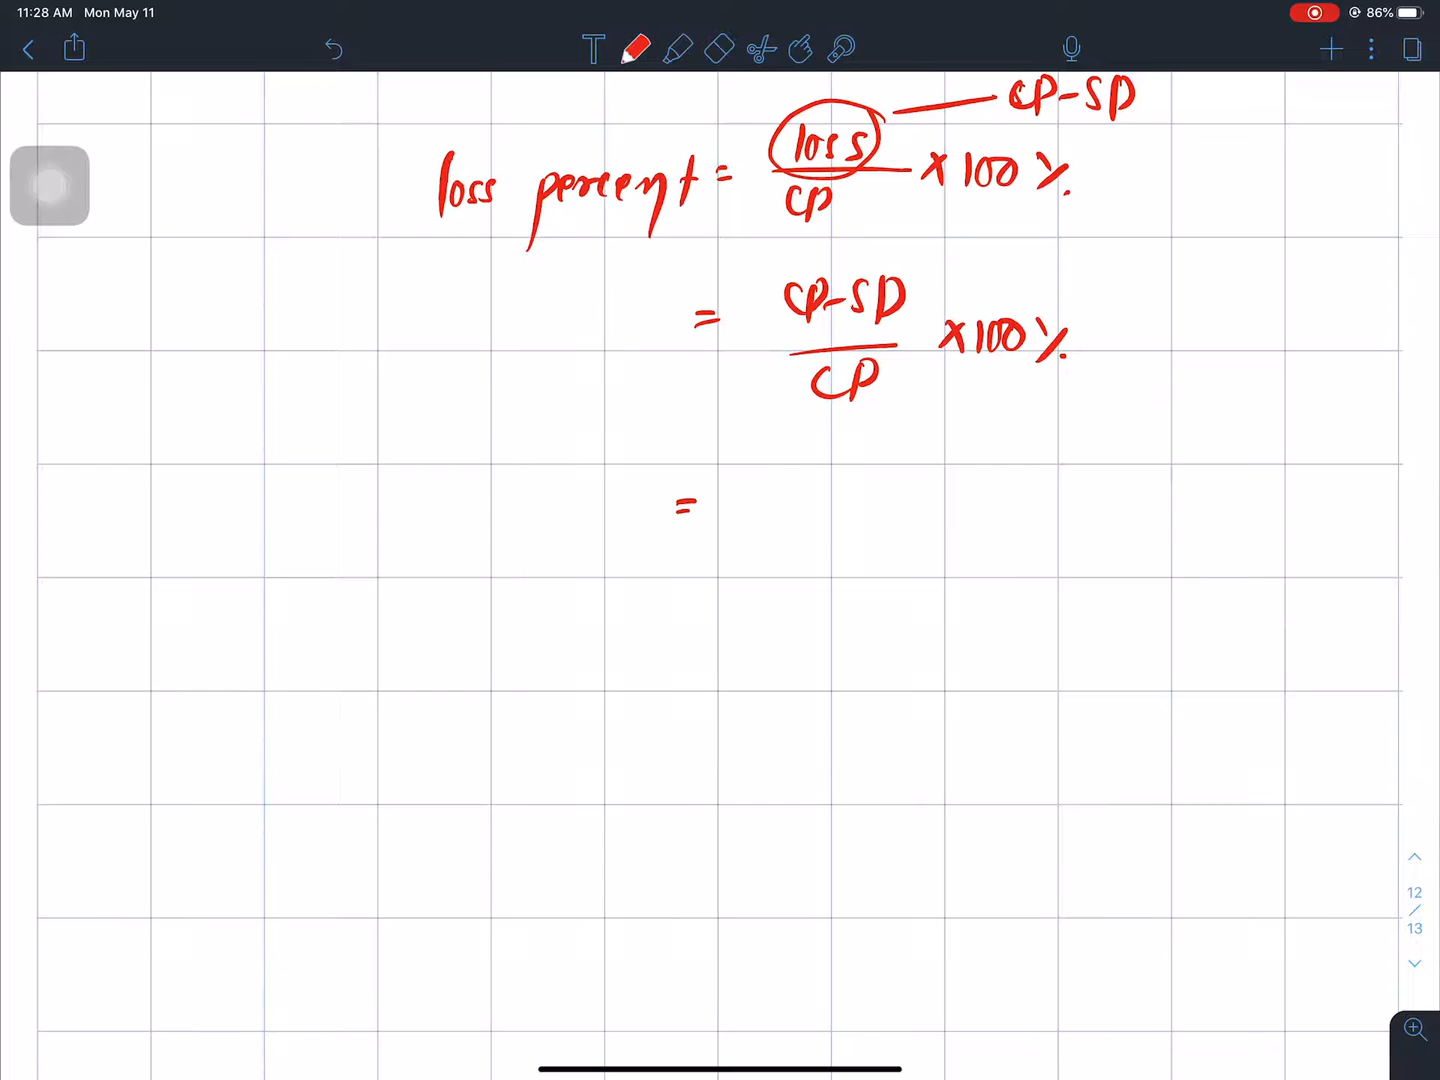 11:28 AM Mon May 11
86%
CP-SP
loss percent = loss/CP × 100%
= CP-SP/CP × 100%
=
12
/
13